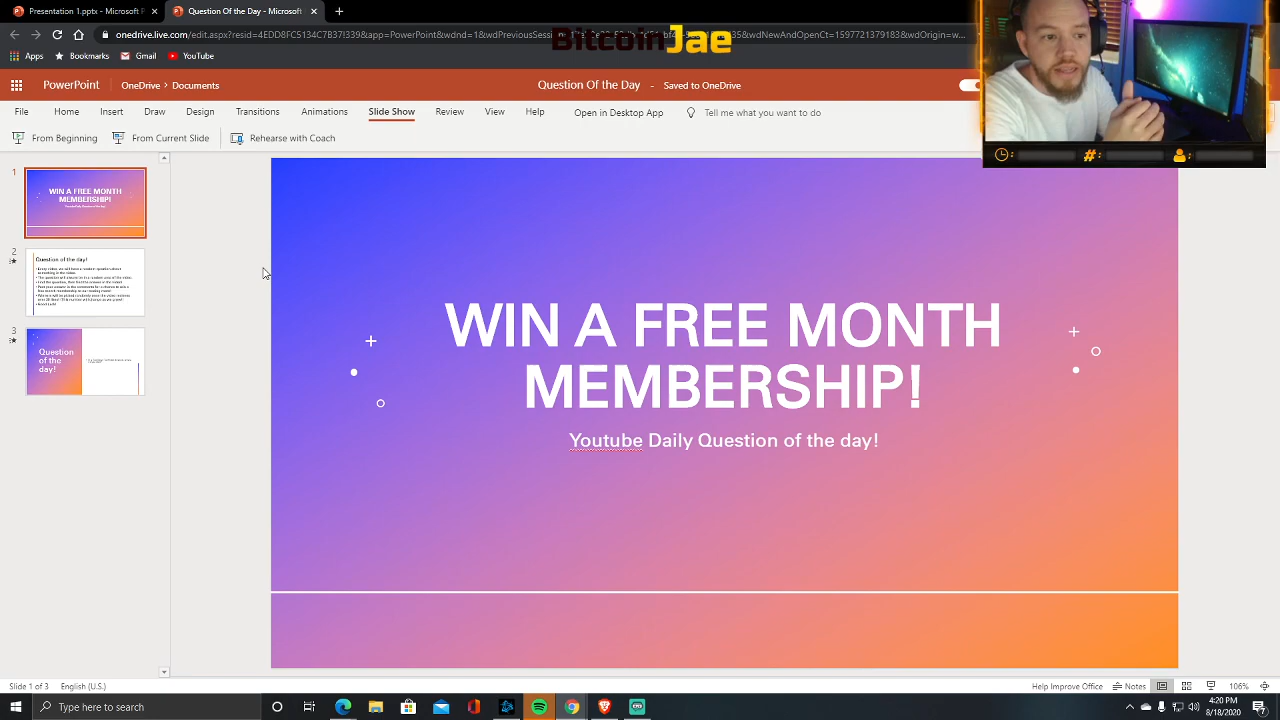 Presentation 1.pptx - Microsoft P
Question Of the Day - Microsoft
BitcoinJae
Apps
Bookmarks
Gmail
YouTube
PowerPoint
OneDrive > Documents
Question Of the Day - Saved to OneDrive
Home
Insert
Draw
Design
Transitions
Animations
Slide Show
Review
View
Help
Open in Desktop App
Tell me what you want to do
From Beginning
From Current Slide
Rehearse with Coach
#:
1
WIN A FREE MONTH
MEMBERSHIP!
2
Question of the day!
3
Question
of the
day!
WIN A FREE MONTH
MEMBERSHIP!
Youtube Daily Question of the day!
Slide 1 of 3
English (U.S.)
Help Improve Office
Notes
106%
Type here to search
4:20 PM
8/18/2020